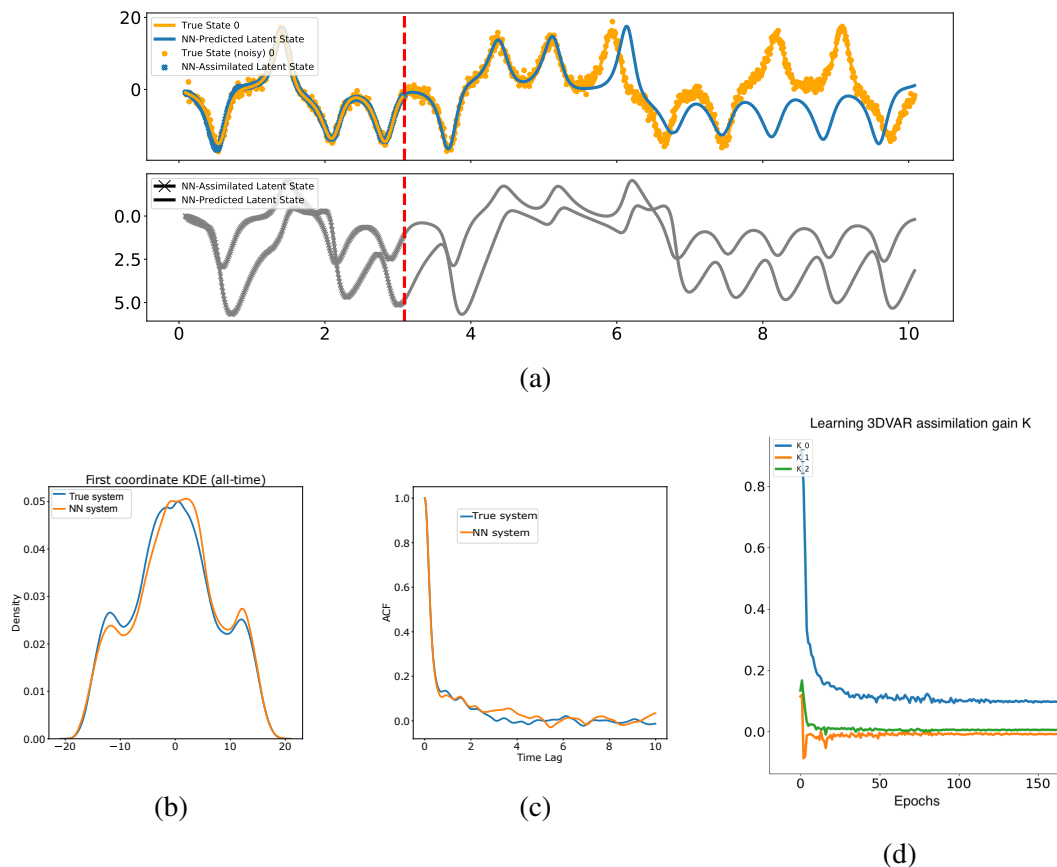 20
0
True State 0
NN-Predicted Latent State
True State (noisy) 0
NN-Assimilated Latent State
NN-Assimilated Latent State
NN-Predicted Latent State
0.0
2.5
5.0
0 2 4 6 8 10
(a)
First coordinate KDE (all-time)
True system
NN system
Density
0.05
0.04
0.03
0.02
0.01
0.00
−20 −10 0 10 20
(b)
True system
NN system
ACF
1.0
0.8
0.6
0.4
0.2
0.0
0 2 4 6 8 10
Time Lag
(c)
Learning 3DVAR assimilation gain K
K_0
K_1
K_2
0.8
0.6
0.4
0.2
0.0
0 50 100 150
Epochs
(d)